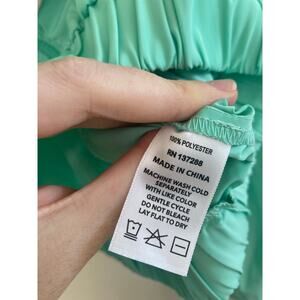 100% POLYESTER
RN 137288
MADE IN CHINA
MACHINE WASH COLD
SEPARATELY
WITH LIKE COLOR
GENTLE CYCLE
DO NOT BLEACH
LAY FLAT TO DRY